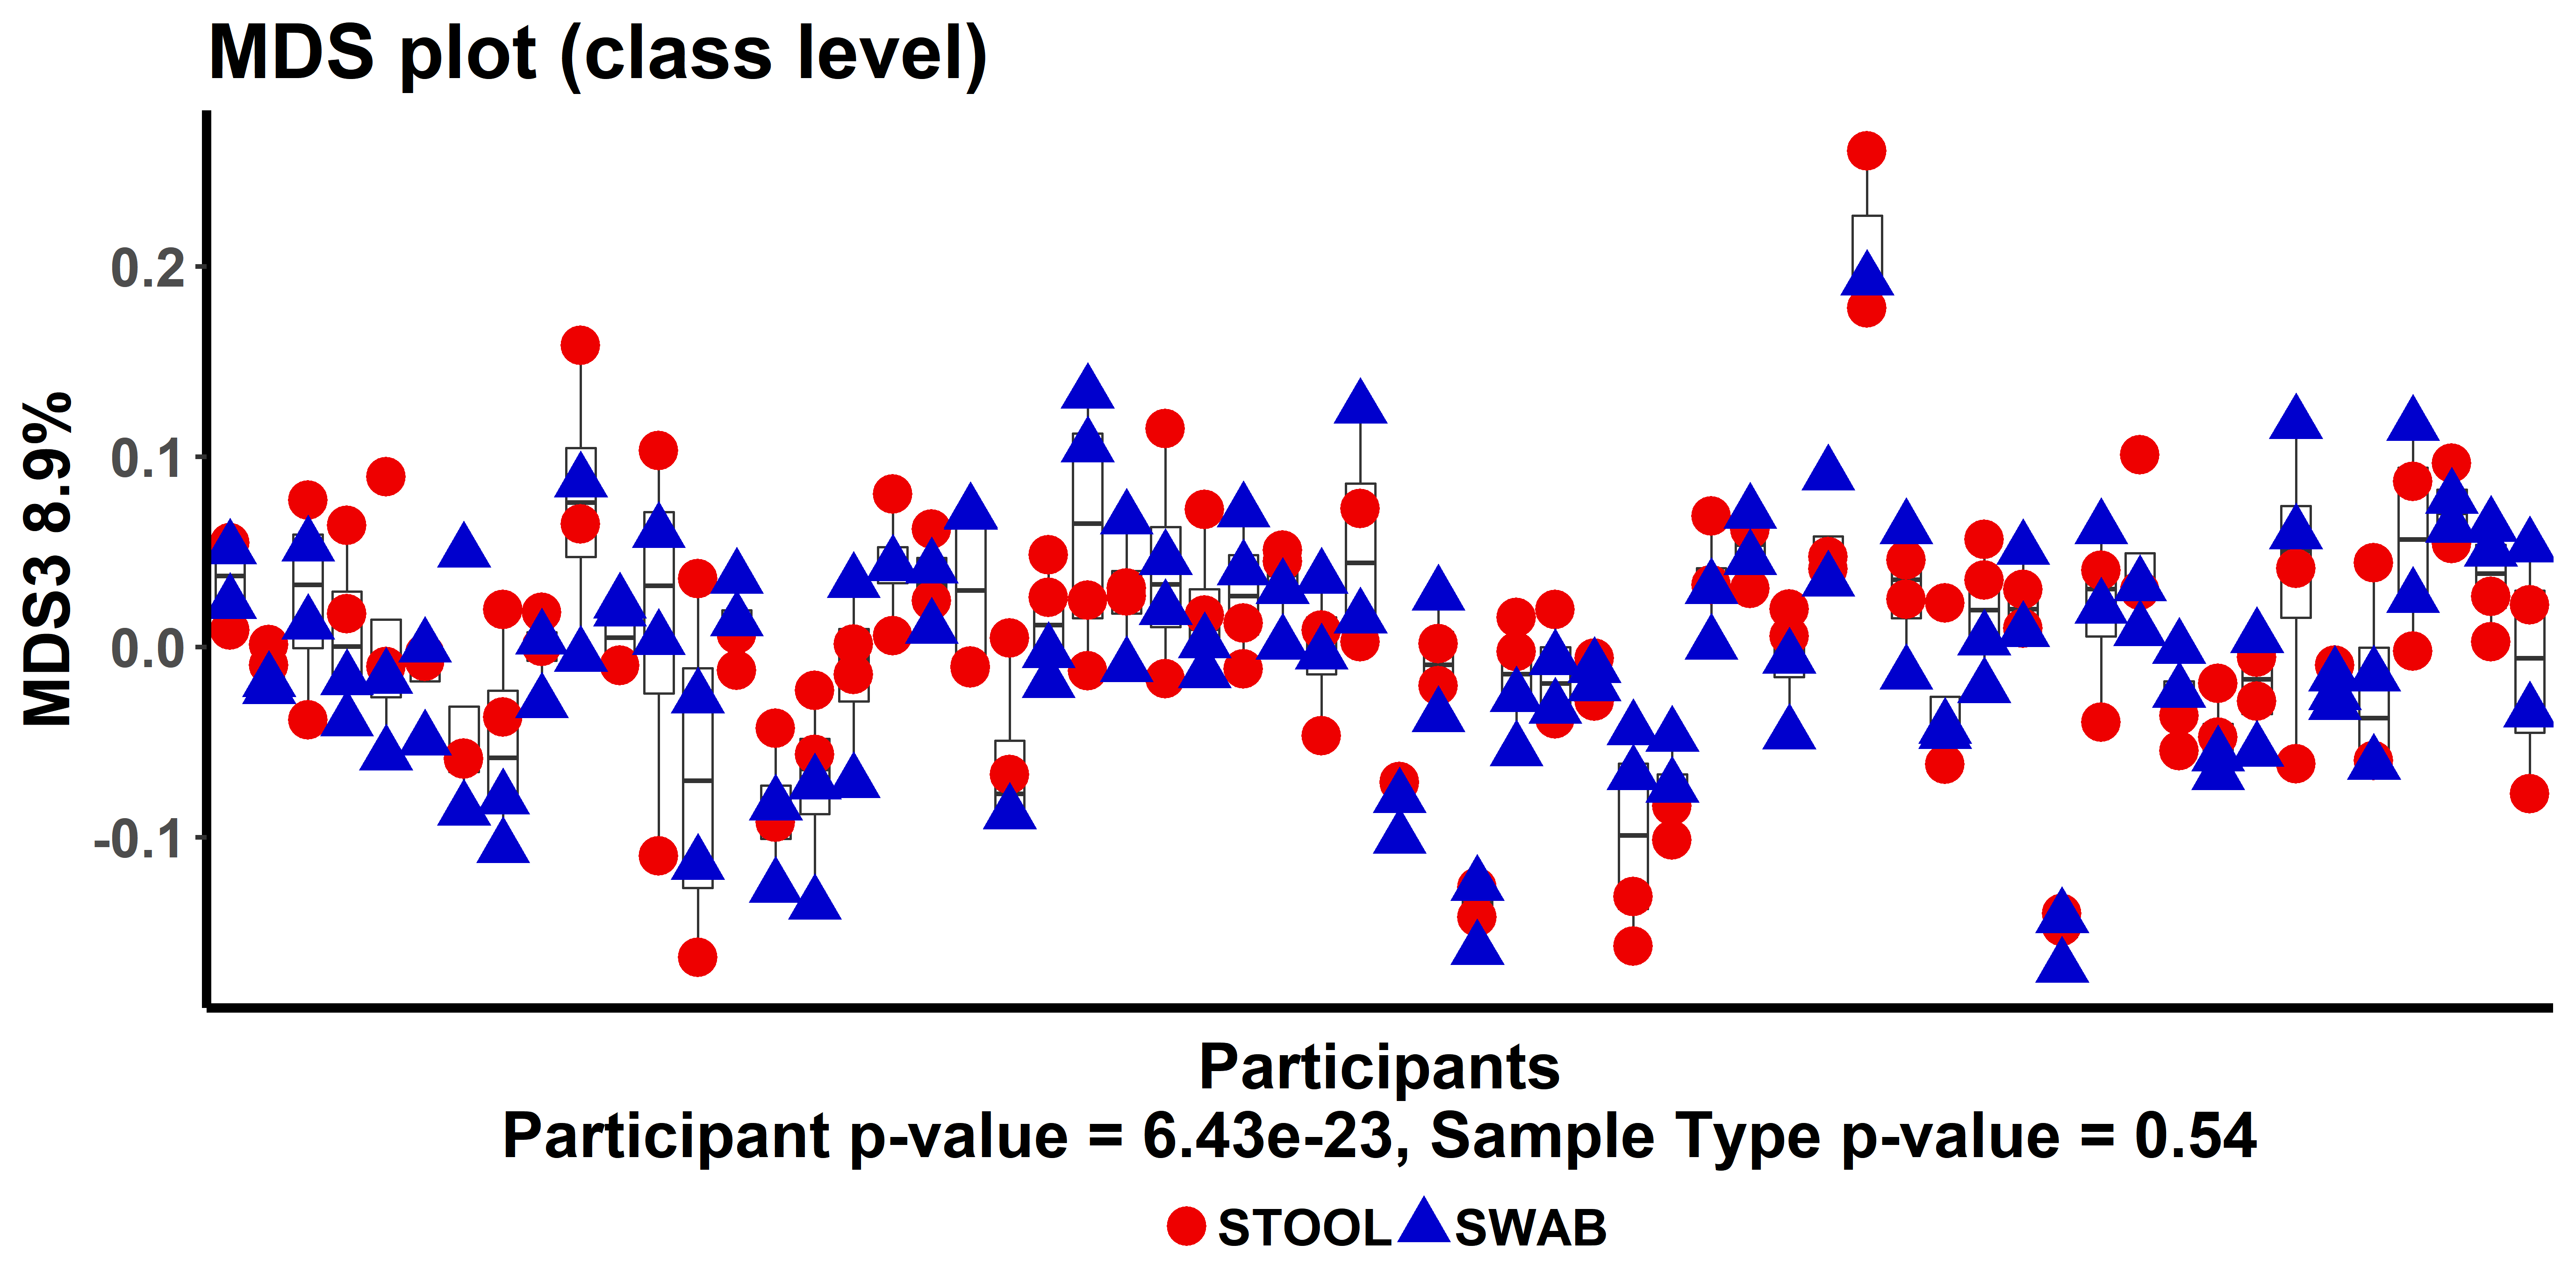 MDS plot (class level)
MDS3 8.9%
0.2
0.1
0.0
-0.1
Participants
Participant p-value = 6.43e-23, Sample Type p-value = 0.54
STOOL SWAB